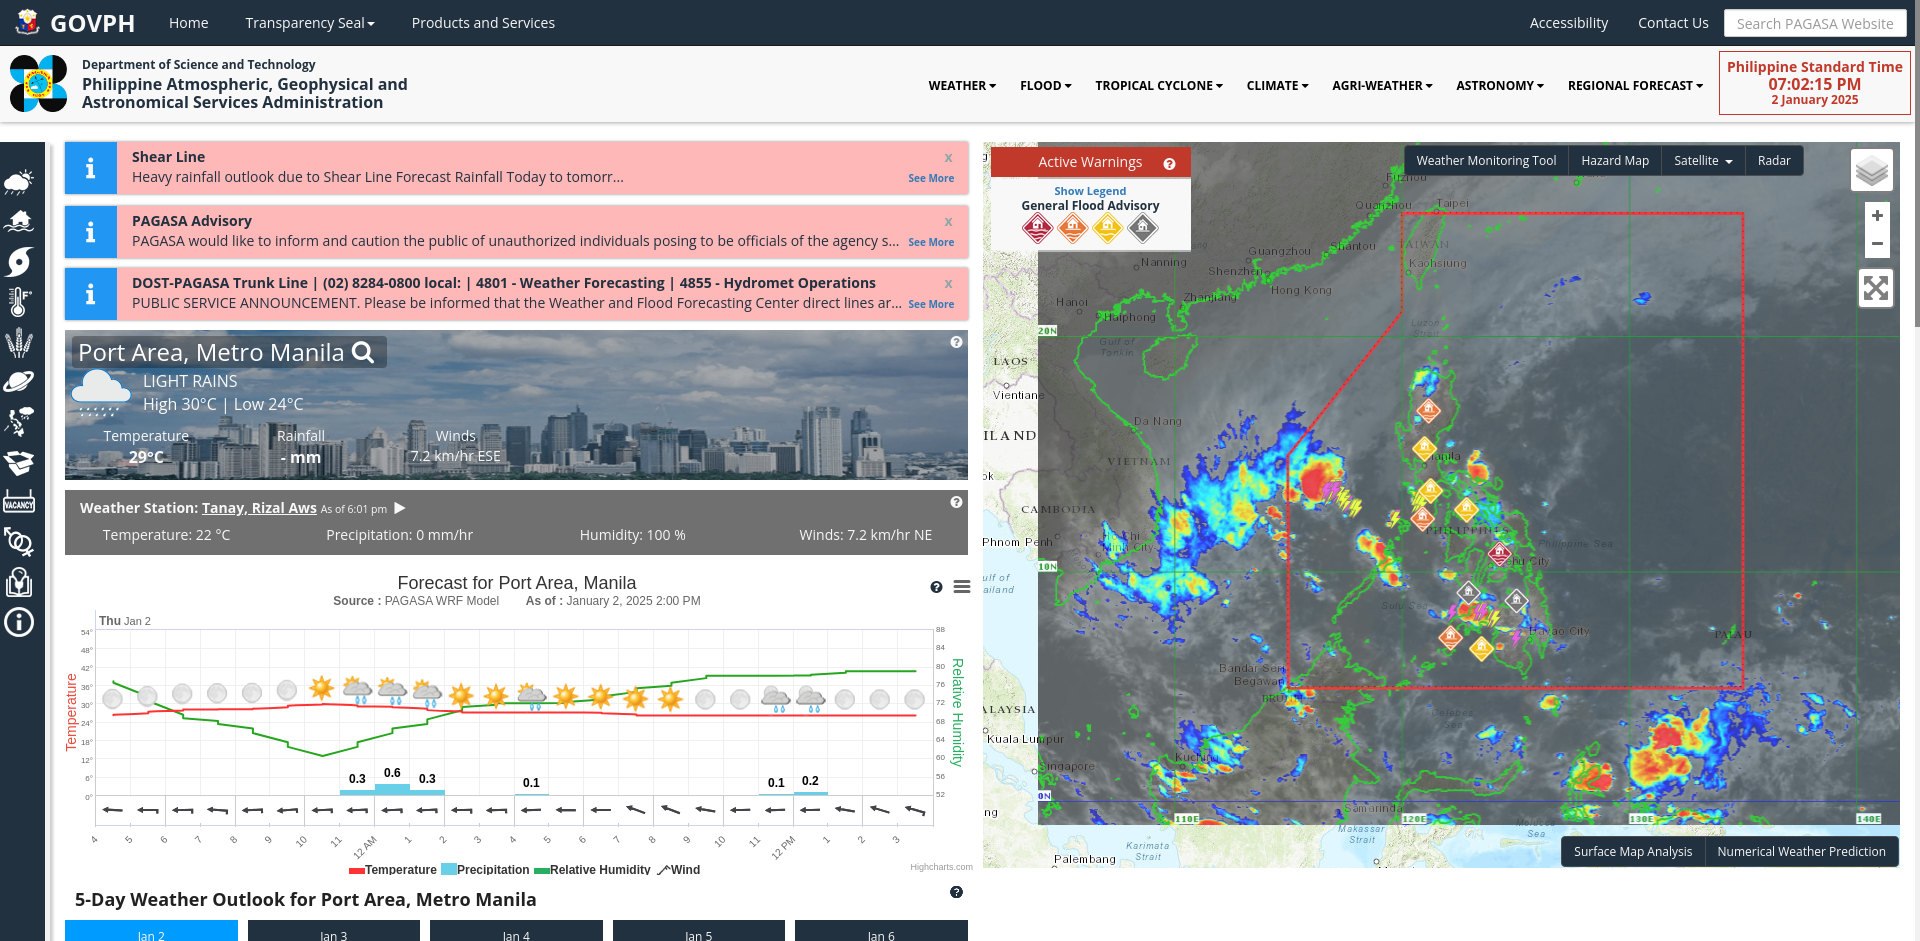 GOVPH
Home
Transparency Seal
Products and Services
Accessibility
Contact Us
Search PAGASA Website
Department of Science and Technology
Philippine Atmospheric, Geophysical and
Astronomical Services Administration
WEATHER
FLOOD
TROPICAL CYCLONE
CLIMATE
AGRI-WEATHER
ASTRONOMY
REGIONAL FORECAST
Philippine Standard Time
07:02:15 PM
2 January 2025
Shear Line
x
Heavy rainfall outlook due to Shear Line Forecast Rainfall Today to tomorr...
See More
PAGASA Advisory
x
PAGASA would like to inform and caution the public of unauthorized individuals posing to be officials of the agency s...
See More
DOST-PAGASA Trunk Line | (02) 8284-0800 local: | 4801 - Weather Forecasting | 4855 - Hydromet Operations
x
PUBLIC SERVICE ANNOUNCEMENT. Please be informed that the Weather and Flood Forecasting Center direct lines ar...
See More
Port Area, Metro Manila
LIGHT RAINS
High 30°C | Low 24°C
Temperature
29°C
Rainfall
- mm
Winds
7.2 km/hr ESE
Weather Station: Tanay, Rizal Aws As of 6:01 pm
Temperature: 22 °C
Precipitation: 0 mm/hr
Humidity: 100 %
Winds: 7.2 km/hr NE
VACANCY
Forecast for Port Area, Manila
Source : PAGASA WRF Model
As of : January 2, 2025 2:00 PM
Thu Jan 2
54°
48°
42°
36°
30°
24°
18°
12°
6°
0°
Temperature
88
84
80
76
72
68
64
60
56
52
Relative Humidity
0.3
0.6
0.3
0.1
0.1
0.2
4
5
6
7
8
9
10
11
12 AM
1
2
3
4
5
6
7
8
9
10
11
12 PM
1
2
3
Temperature
Precipitation
Relative Humidity
Wind
Highcharts.com
5-Day Weather Outlook for Port Area, Metro Manila
Jan 2
Jan 3
Jan 4
Jan 5
Jan 6
Active Warnings
Show Legend
General Flood Advisory
Weather Monitoring Tool
Hazard Map
Satellite
Radar
+
−
Fuzhou
Quanzhou
Taipei
TAIWAN
Kaohsiung
Shantou
Guangzhou
Shenzhen
Hong Kong
Nanning
Zhanjiang
Hanoi
Haiphong
Gulf of
Tonkin
Luzon
Strait
20N
LAOS
Vientiane
Da Nang
ILAND
VIETNAM
ok
CAMBODIA
Phnom Penh
Ho Chi
Minh City
10N
ulf of
ailand
Manila
PHILIPPINES
Philippine Sea
Cebu City
Sulu Sea
Davao City
PALAU
Bandar Seri
Begawan
BRUNEI
ALAYSIA
Kuala Lumpur
Singapore
Kuching
Celebes
Sea
0N
ng
Samarinda
110E
120E
130E
140E
Makassar
Strait
Molucca
Sea
Karimata
Strait
Palembang
Surface Map Analysis
Numerical Weather Prediction